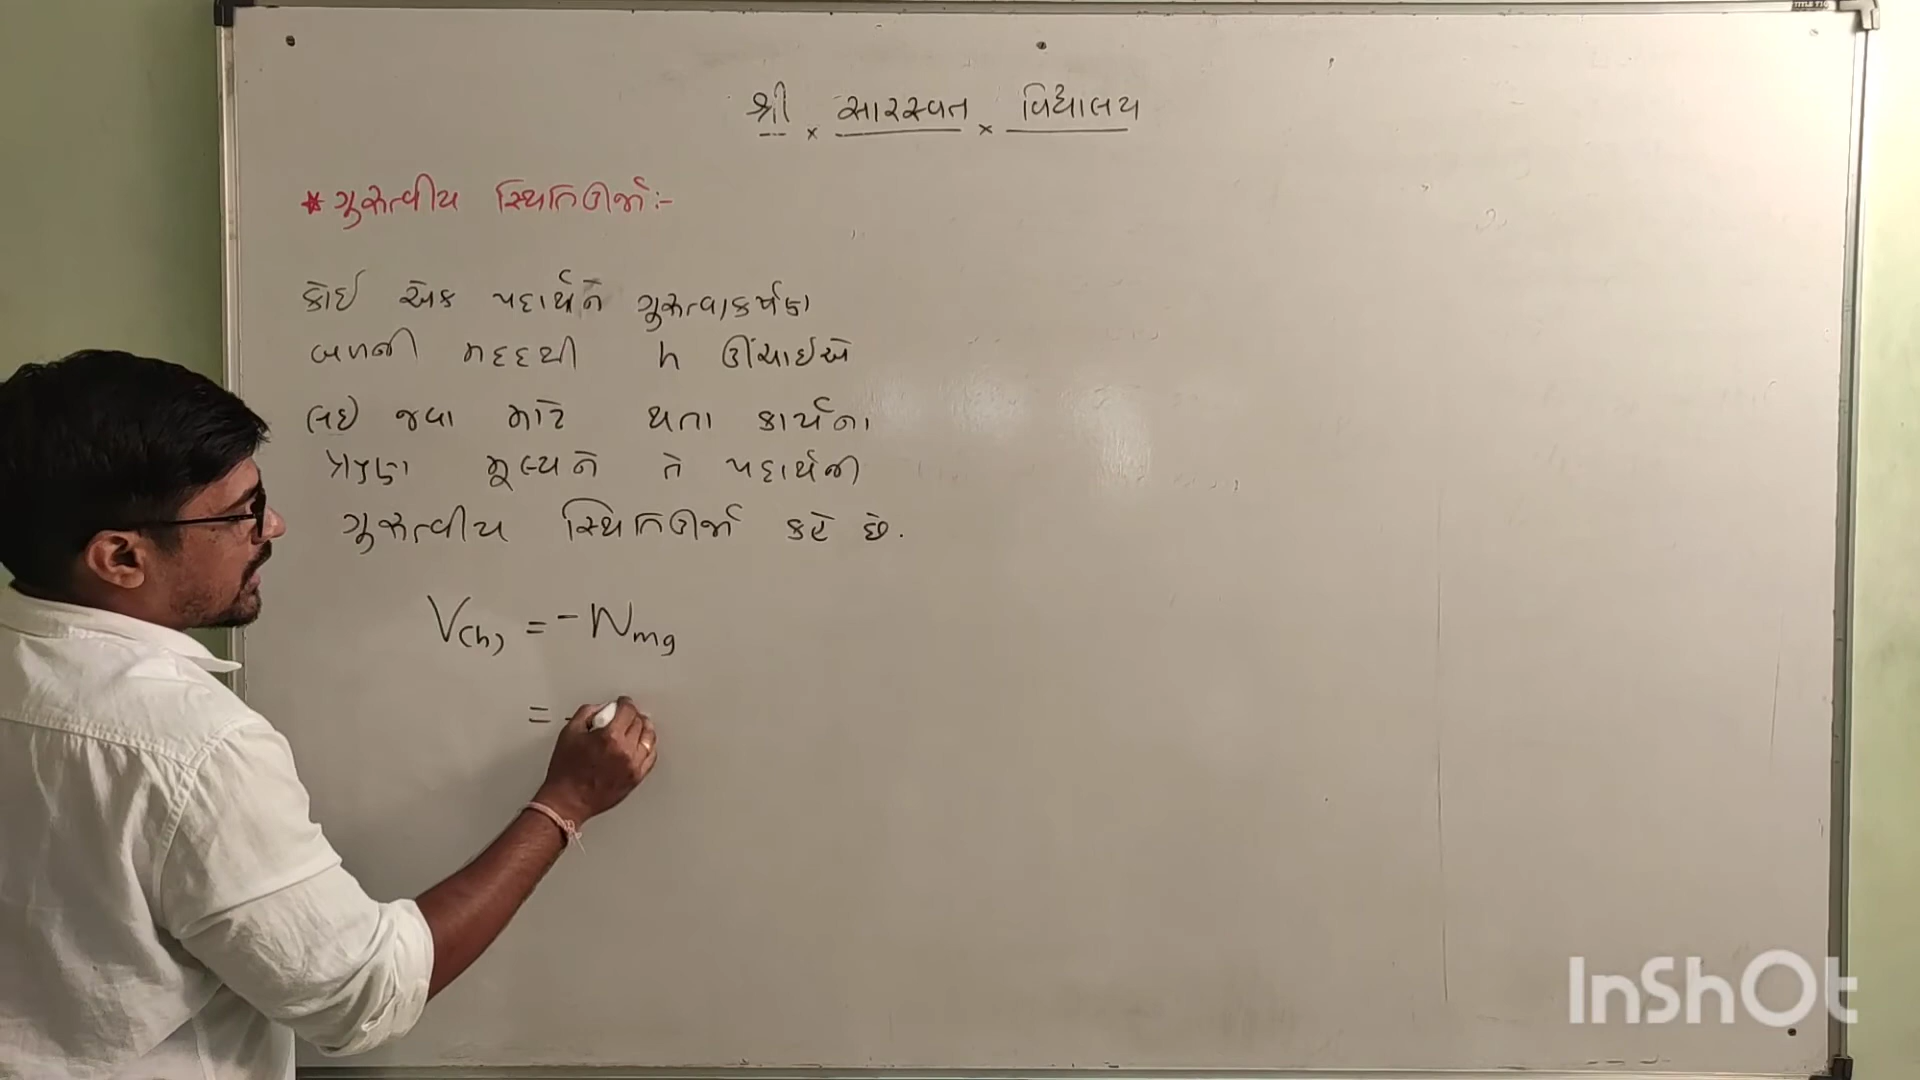 શ્રી × સારસ્વત × વિદ્યાલય
* ગુરુત્વીય સ્થિતિઊર્જા :-
કોઈ એક પદાર્થને ગુરુત્વાકર્ષણ
બળની મદદથી h ઊંચાઈએ
લઈ જવા માટે થતા કાર્યના
ઋણ મૂલ્યને તે પદાર્થની
ગુરુત્વીય સ્થિતિઊર્જા કહે છે.
V(h) = -Wmg
= -
InShOt